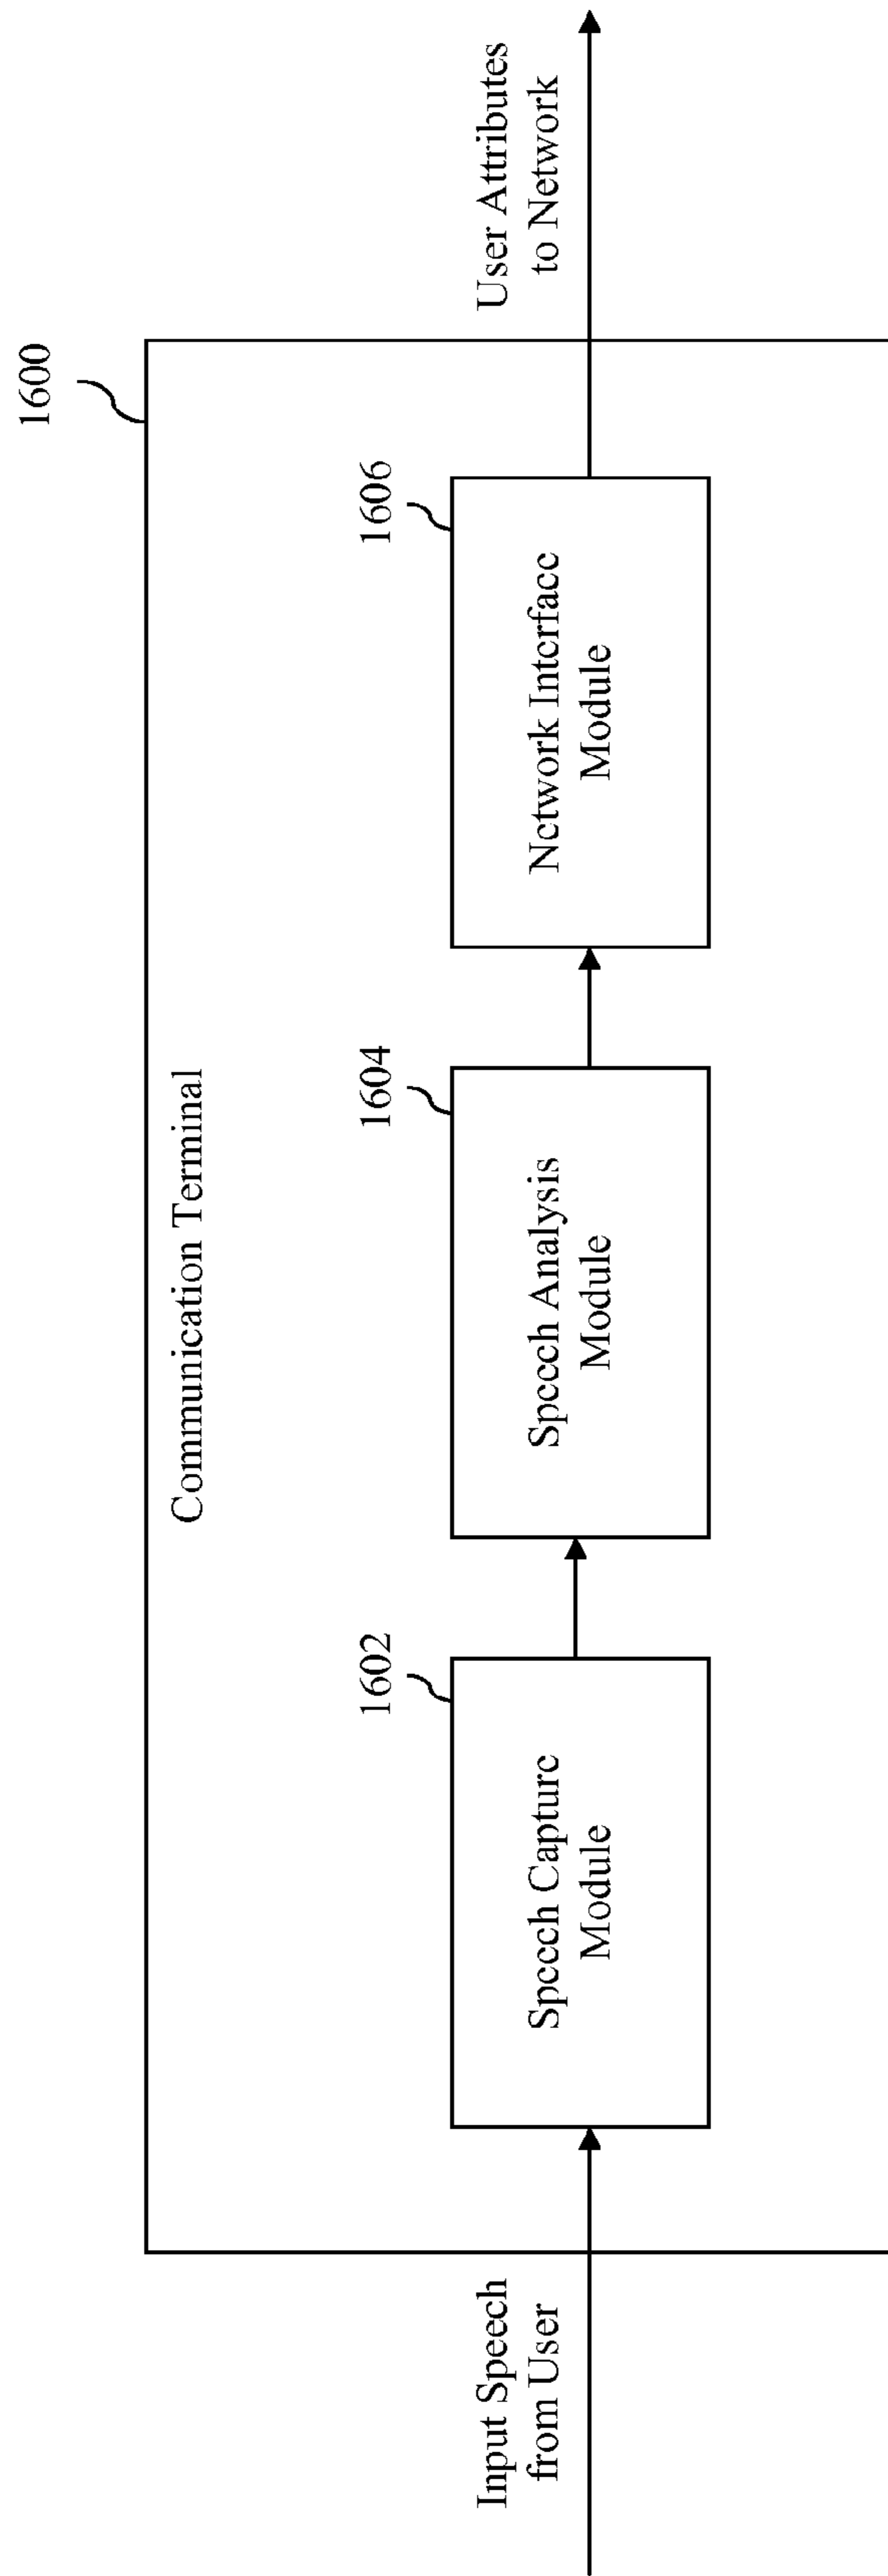 1600
Communication Terminal
1602
1604
1606
Input Speech
from User
Speech Capture
Module
Speech Analysis
Module
Network Interface
Module
User Attributes
to Network